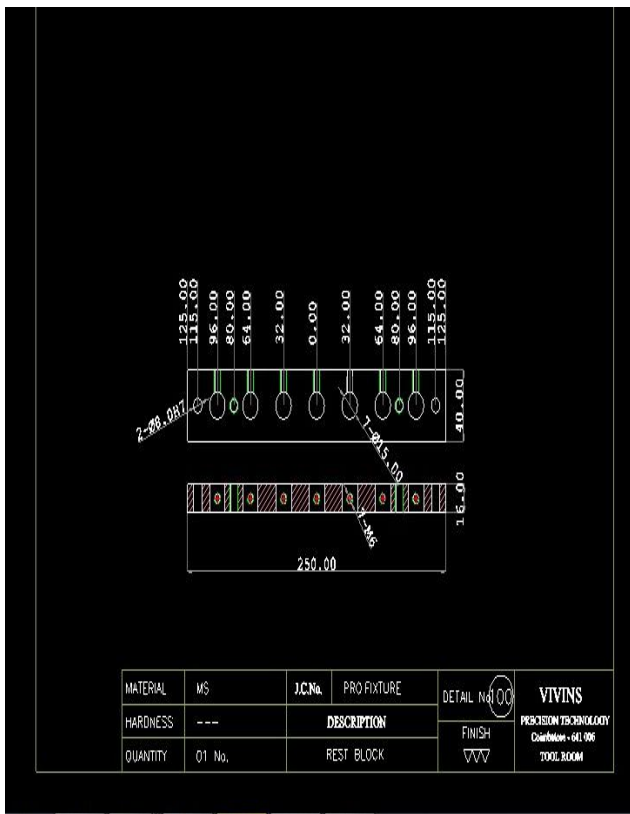 125.00
115.00
96.00
80.00
64.00
32.00
0.00
32.00
64.00
80.00
96.00
115.00
125.00
2-Ø8.0H7
7-Ø15.00
40.00
16.00
7-M6
250.00
MATERIAL MS J.C.No. PRO FIXTURE DETAIL No 100
HARDNESS --- DESCRIPTION
QUANTITY 01 No. REST BLOCK FINISH
VIVINS
PRECISION TECHNOLOGY
Coimbatore - 641 006
TOOL ROOM